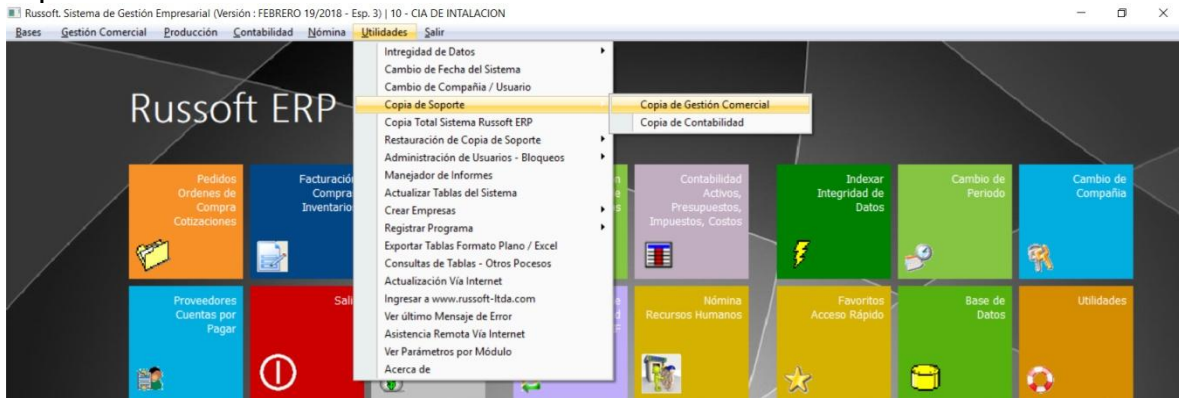 Russoft. Sistema de Gestión Empresarial (Versión : FEBRERO 19/2018 - Esp. 3) | 10 - CIA DE INTALACION
Bases Gestión Comercial Producción Contabilidad Nómina Utilidades Salir
Russoft ERP
Intregidad de Datos
Cambio de Fecha del Sistema
Cambio de Compañia / Usuario
Copia de Soporte
Copia Total Sistema Russoft ERP
Restauración de Copia de Soporte
Administración de Usuarios - Bloqueos
Manejador de Informes
Actualizar Tablas del Sistema
Crear Empresas
Registrar Programa
Exportar Tablas Formato Plano / Excel
Consultas de Tablas - Otros Pocesos
Actualización Vía Internet
Ingresar a www.russoft-ltda.com
Ver último Mensaje de Error
Asistencia Remota Vía Internet
Ver Parámetros por Módulo
Acerca de
Copia de Gestión Comercial
Copia de Contabilidad
Pedidos
Ordenes de
Compra
Cotizaciones
Facturación
Compra
Inventario
Contabilidad
Activos,
Presupuestos,
Impuestos, Costos
Indexar
Integridad de
Datos
Cambio de
Periodo
Cambio de
Compañia
Proveedores
Cuentas por
Pagar
Sali
Nómina
Recursos Humanos
Favoritos
Acceso Rápido
Base de
Datos
Utilidades